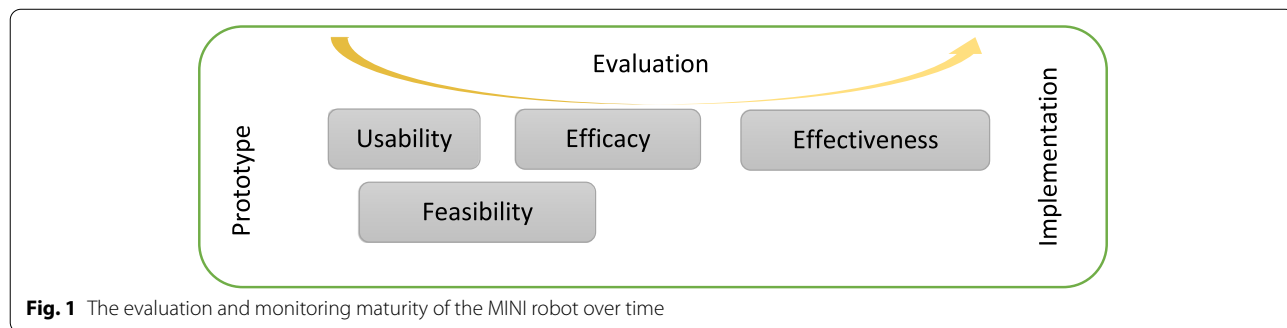 Evaluation
Prototype
Usability
Efficacy
Effectiveness
Feasibility
Implementation
Fig. 1 The evaluation and monitoring maturity of the MINI robot over time